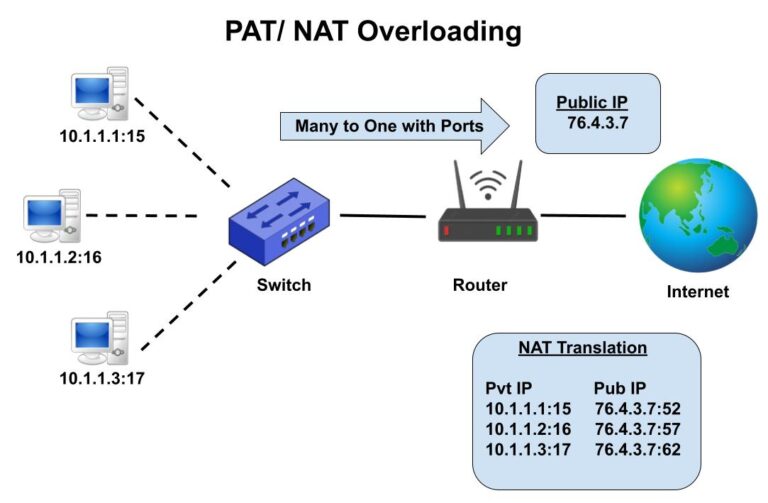 PAT/ NAT Overloading
Many to One with Ports
Public IP
76.4.3.7
10.1.1.1:15
10.1.1.2:16
10.1.1.3:17
Switch
Router
Internet
NAT Translation
Pvt IP Pub IP
10.1.1.1:15 76.4.3.7:52
10.1.1.2:16 76.4.3.7:57
10.1.1.3:17 76.4.3.7:62